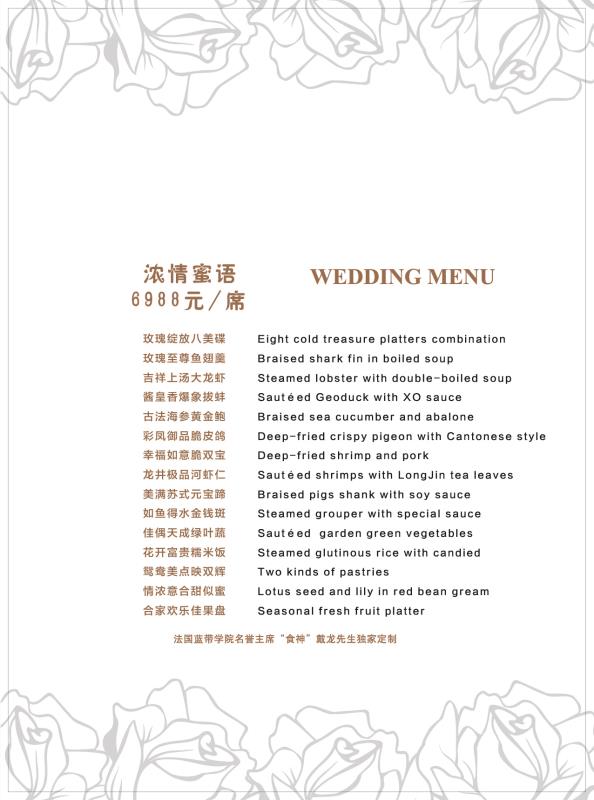 浓情蜜语
6988元/席
WEDDING MENU
玫瑰绽放八美碟 Eight cold treasure platters combination
玫瑰至尊鱼翅羹 Braised shark fin in boiled soup
吉祥上汤大龙虾 Steamed lobster with double-boiled soup
酱皇香爆象拔蚌 Sautéed Geoduck with XO sauce
古法海参黄金鲍 Braised sea cucumber and abalone
彩凤御品脆皮鸽 Deep-fried crispy pigeon with Cantonese style
幸福如意脆双宝 Deep-fried shrimp and pork
龙井极品河虾仁 Sautéed shrimps with LongJin tea leaves
美满苏式元宝蹄 Braised pigs shank with soy sauce
如鱼得水金钱斑 Steamed grouper with special sauce
佳偶天成绿叶蔬 Sautéed garden green vegetables
花开富贵糯米饭 Steamed glutinous rice with candied
鸳鸯美点映双辉 Two kinds of pastries
情浓意合甜似蜜 Lotus seed and lily in red bean gream
合家欢乐佳果盘 Seasonal fresh fruit platter
法国蓝带学院名誉主席“食神”戴龙先生独家定制